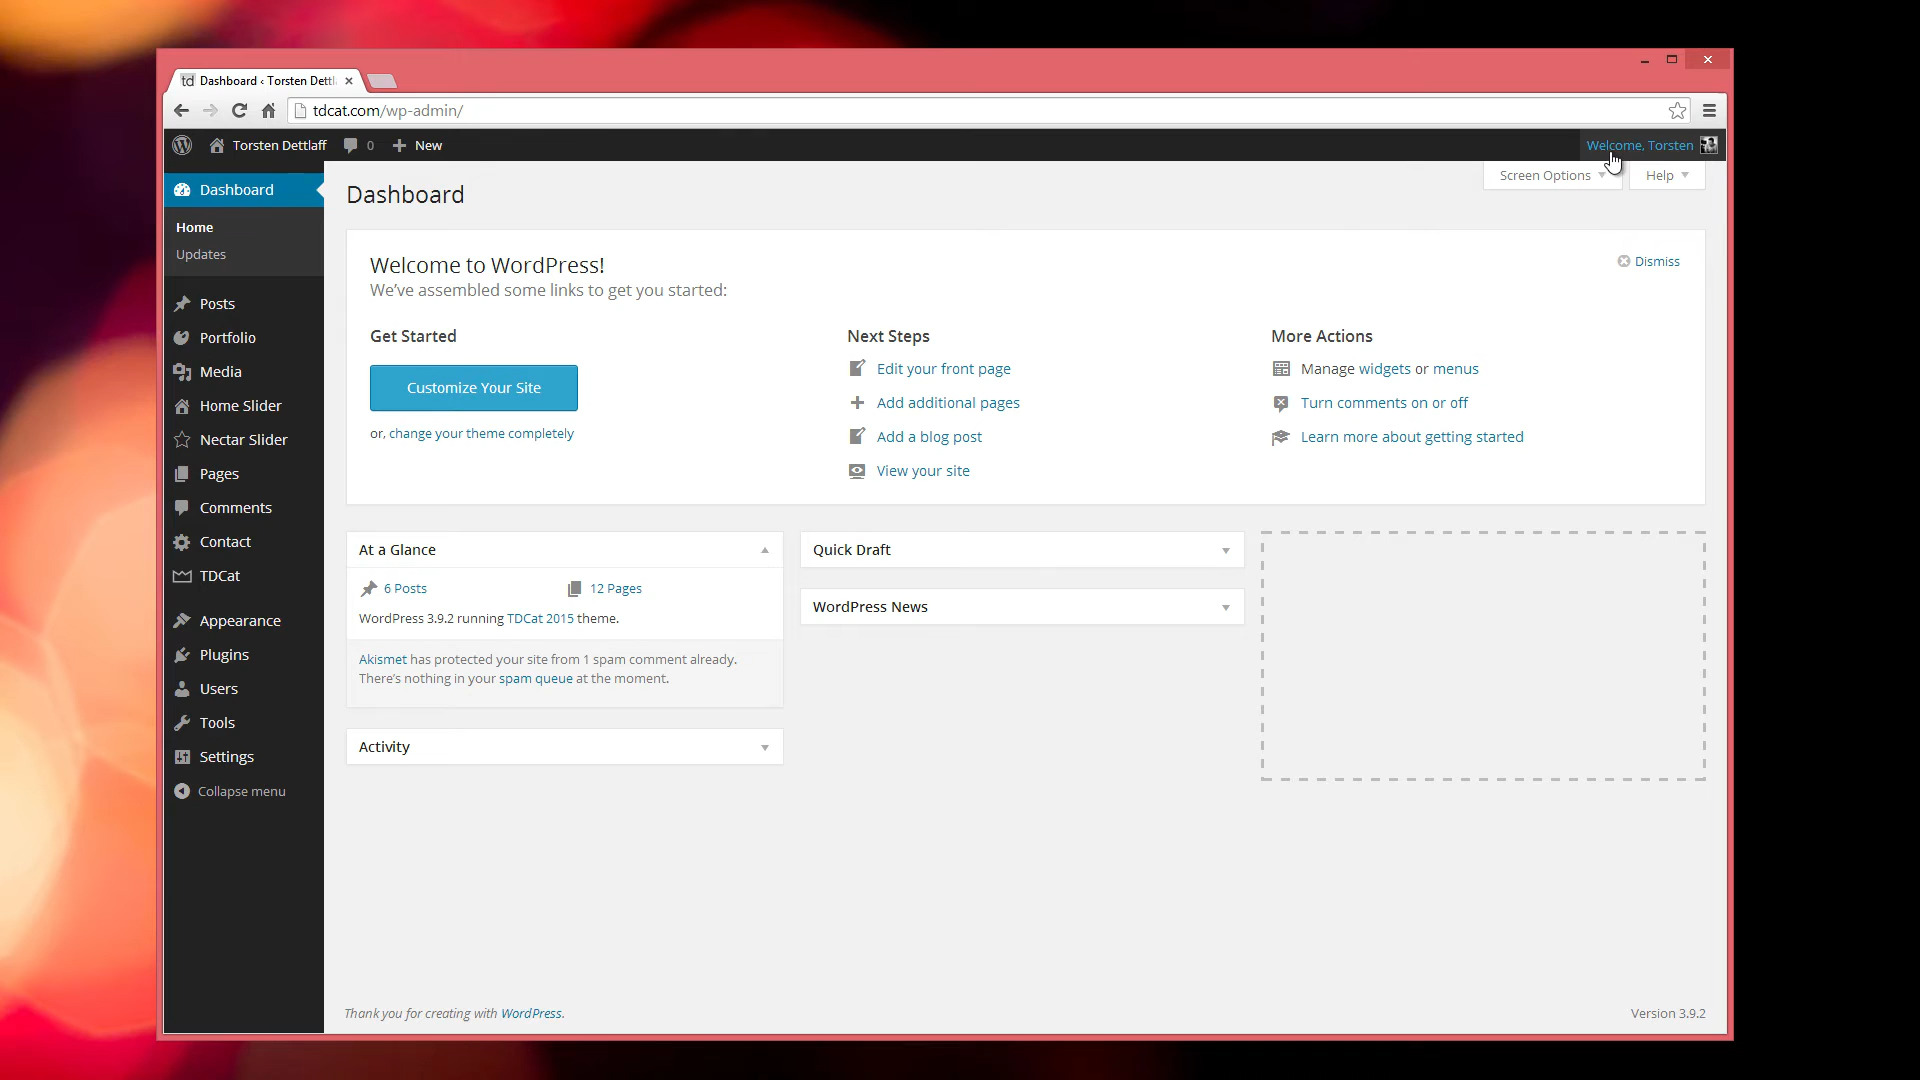 td Dashboard ‹ Torsten Dettl
tdcat.com/wp-admin/
Torsten Dettlaff 0 New
Welcome, Torsten
Screen Options
Help
Dashboard
Home
Updates
Posts
Portfolio
Media
Home Slider
Nectar Slider
Pages
Comments
Contact
TDCat
Appearance
Plugins
Users
Tools
Settings
Collapse menu
Dashboard
Welcome to WordPress!
We've assembled some links to get you started:
Dismiss
Get Started
Customize Your Site
or, change your theme completely
Next Steps
Edit your front page
Add additional pages
Add a blog post
View your site
More Actions
Manage widgets or menus
Turn comments on or off
Learn more about getting started
At a Glance
6 Posts
12 Pages
WordPress 3.9.2 running TDCat 2015 theme.
Akismet has protected your site from 1 spam comment already.
There's nothing in your spam queue at the moment.
Activity
Quick Draft
WordPress News
Thank you for creating with WordPress.
Version 3.9.2